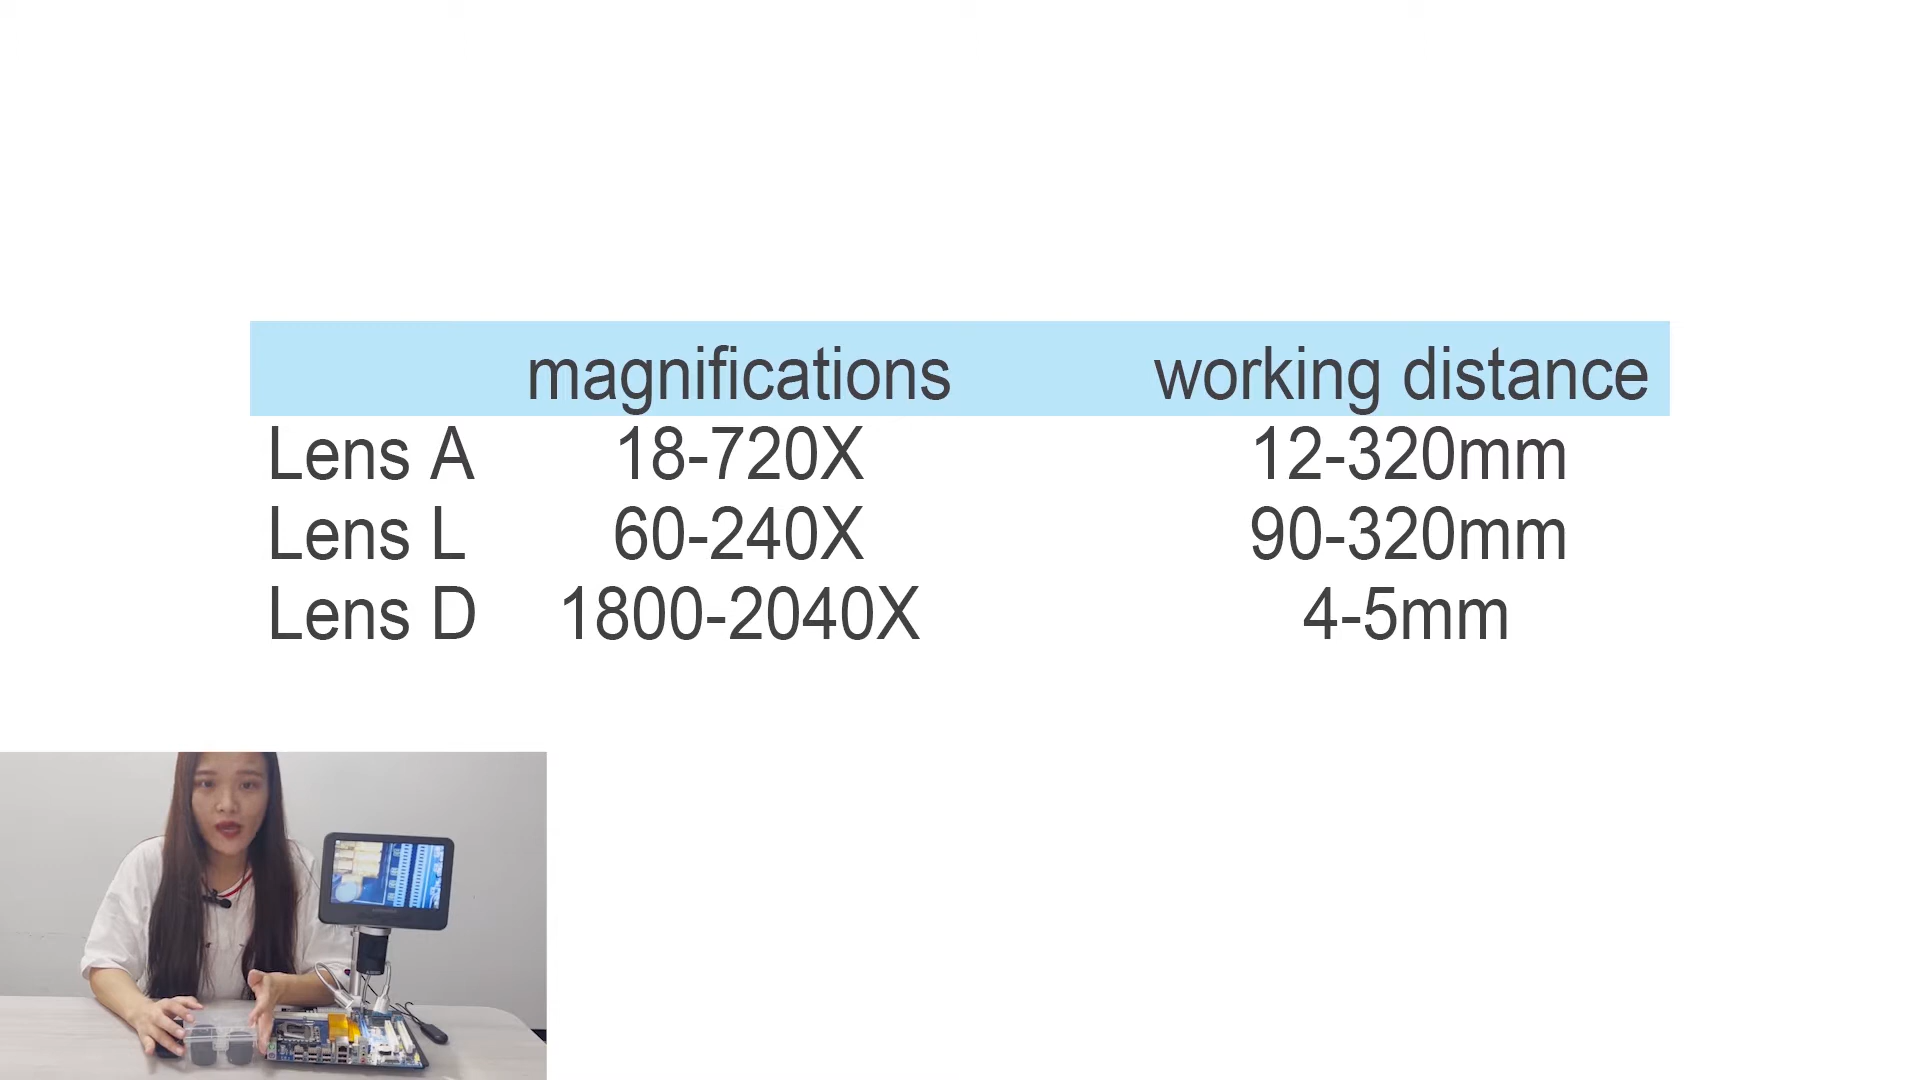 magnifications working distance
Lens A 18-720X 12-320mm
Lens L 60-240X 90-320mm
Lens D 1800-2040X 4-5mm